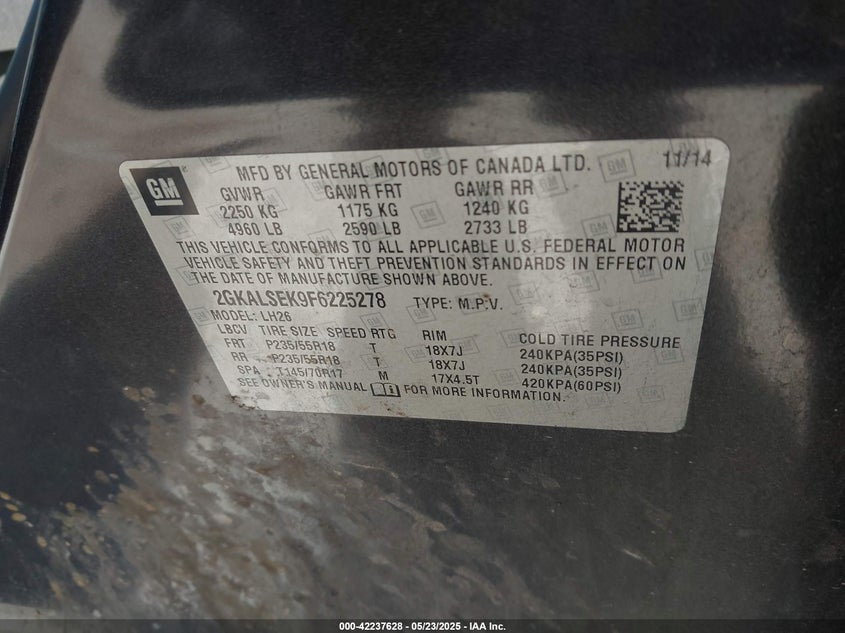 GM
MFD BY GENERAL MOTORS OF CANADA LTD. 11/14
GVWR GAWR FRT GAWR RR
2250 KG 1175 KG 1240 KG
4960 LB 2590 LB 2733 LB
THIS VEHICLE CONFORMS TO ALL APPLICABLE U.S. FEDERAL MOTOR
VEHICLE SAFETY AND THEFT PREVENTION STANDARDS IN EFFECT ON
THE DATE OF MANUFACTURE SHOWN ABOVE.
2GKALSEK9F6225278 TYPE: M.P.V.
MODEL: LH26
LBCV TIRE SIZE SPEED RTG RIM COLD TIRE PRESSURE
FRT P235/55R18 T 18X7J 240KPA(35PSI)
RR P235/55R18 T 18X7J 240KPA(35PSI)
SPA T145/70R17 M 17X4.5T 420KPA(60PSI)
SEE OWNER'S MANUAL FOR MORE INFORMATION.
000-42237628 - 05/23/2025 - IAA Inc.